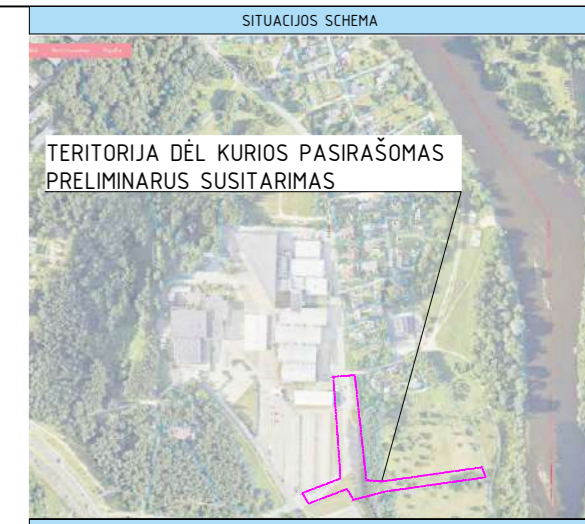 SITUACIJOS SCHEMA
TERITORIJA DĖL KURIOS PASIRAŠOMAS
PRELIMINARUS SUSITARIMAS